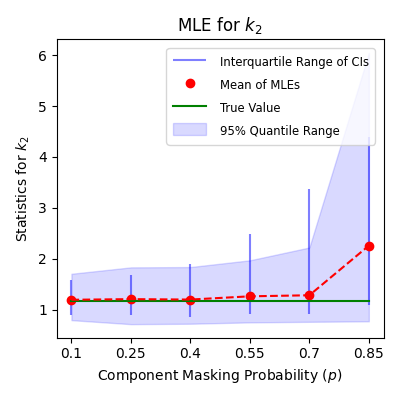 MLE for k₂
Statistics for k₂
6
5
4
3
2
1
Interquartile Range of CIs
Mean of MLEs
True Value
95% Quantile Range
0.1 0.25 0.4 0.55 0.7 0.85
Component Masking Probability (p)